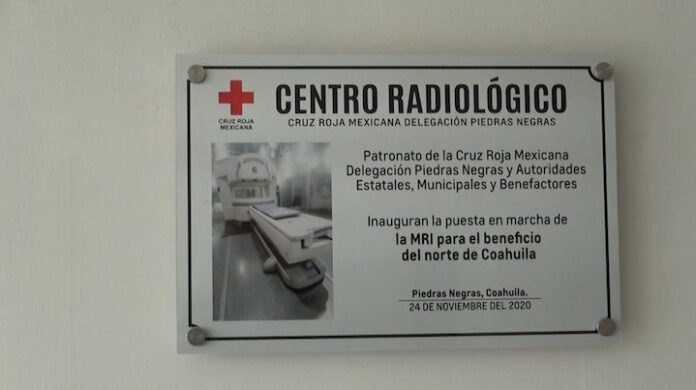 CRUZ ROJA
MEXICANA
CENTRO RADIOLÓGICO
CRUZ ROJA MEXICANA DELEGACIÓN PIEDRAS NEGRAS
Patronato de la Cruz Roja Mexicana
Delegación Piedras Negras y Autoridades
Estatales, Municipales y Benefactores
Inauguran la puesta en marcha de
la MRI para el beneficio
del norte de Coahuila
Piedras Negras, Coahuila.
24 DE NOVIEMBRE DEL 2020